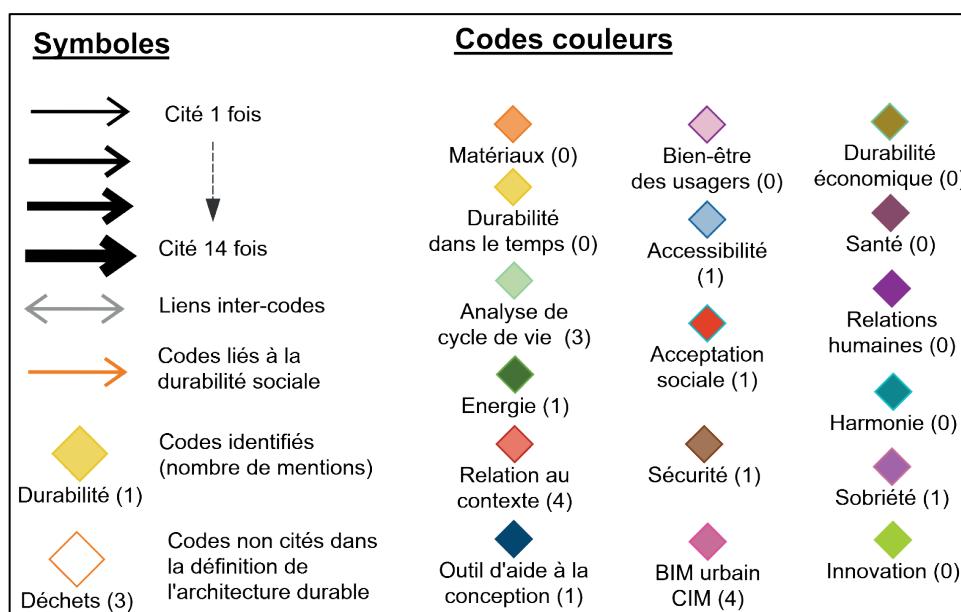 Symboles
Cité 1 fois
Cité 14 fois
Liens inter-codes
Codes liés à la
durabilité sociale
Codes identifiés
(nombre de mentions)
Durabilité (1)
Codes non cités dans
la définition de
l'architecture durable
Déchets (3)
Codes couleurs
Matériaux (0)
Durabilité
dans le temps (0)
Analyse de
cycle de vie (3)
Energie (1)
Relation au
contexte (4)
Outil d'aide à la
conception (1)
Bien-être
des usagers (0)
Accessibilité
(1)
Acceptation
sociale (1)
Sécurité (1)
BIM urbain
CIM (4)
Durabilité
économique (0)
Santé (0)
Relations
humaines (0)
Harmonie (0)
Sobriété (1)
Innovation (0)